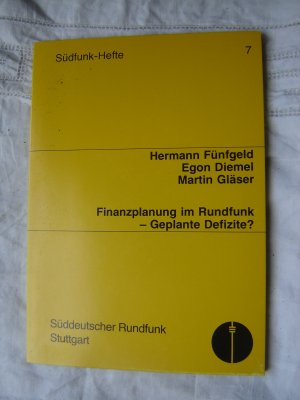 Südfunk-Hefte 7
Hermann Fünfgeld
Egon Diemel
Martin Gläser
Finanzplanung im Rundfunk
– Geplante Defizite?
Süddeutscher Rundfunk
Stuttgart